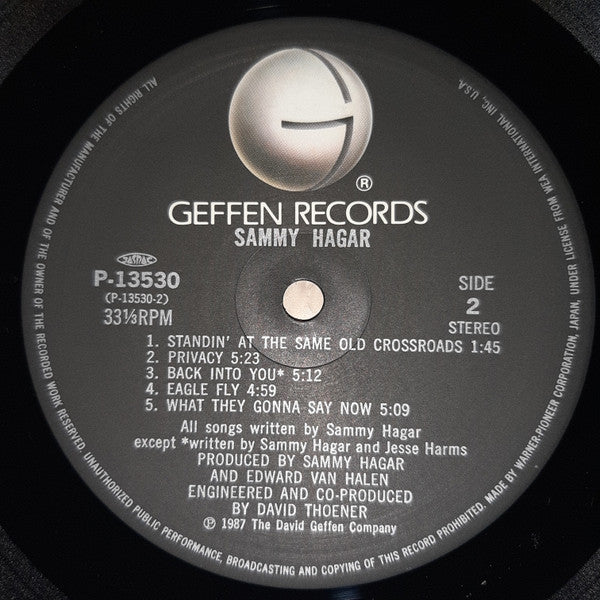 ®
GEFFEN RECORDS
SAMMY HAGAR
JASRAC
P-13530
(P-13530-2)
33⅓RPM
SIDE
2
STEREO
1. STANDIN' AT THE SAME OLD CROSSROADS 1:45
2. PRIVACY 5:23
3. BACK INTO YOU* 5:12
4. EAGLE FLY 4:59
5. WHAT THEY GONNA SAY NOW 5:09
All songs written by Sammy Hagar
except *written by Sammy Hagar and Jesse Harms
PRODUCED BY SAMMY HAGAR
AND EDWARD VAN HALEN
ENGINEERED AND CO-PRODUCED
BY DAVID THOENER
Ⓟ 1987 The David Geffen Company
ALL RIGHTS OF THE MANUFACTURER AND OF THE OWNER OF THE RECORDED WORK RESERVED. UNAUTHORIZED PUBLIC PERFORMANCE, BROADCASTING AND COPYING OF THIS RECORD PROHIBITED. MADE BY WARNER-PIONEER CORPORATION, JAPAN, UNDER LICENSE FROM WEA INTERNATIONAL INC., U.S.A.